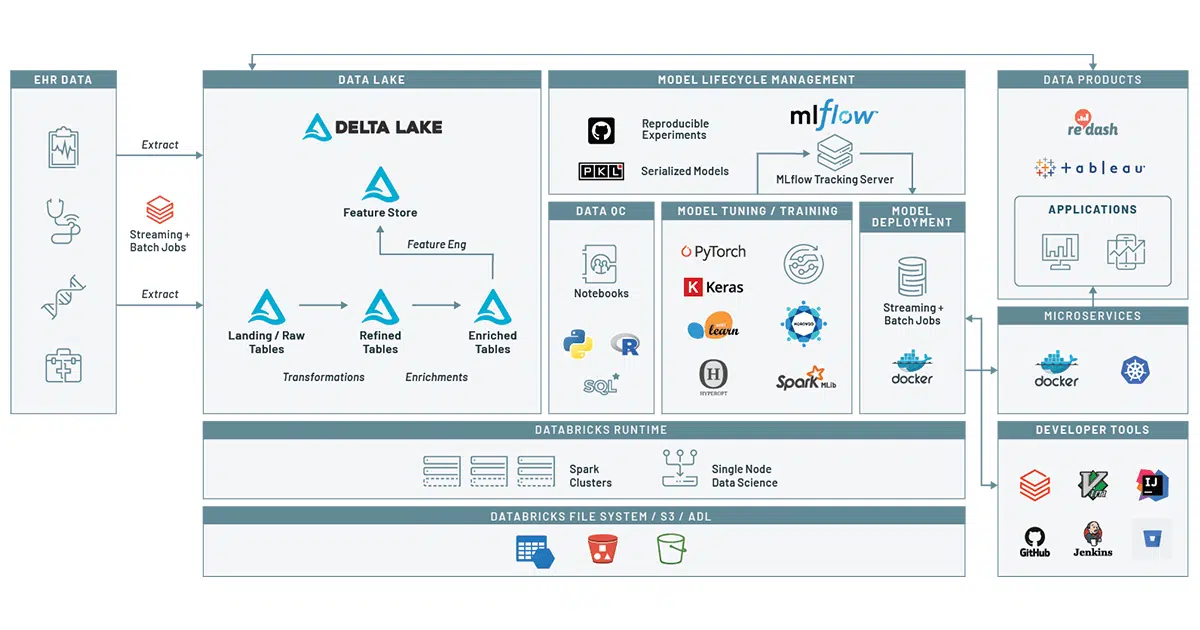 EHR DATA
Extract
Streaming +
Batch Jobs
Extract
DATA LAKE
DELTA LAKE
Feature Store
Feature Eng
Landing / Raw
Tables
Refined
Tables
Enriched
Tables
Transformations
Enrichments
MODEL LIFECYCLE MANAGEMENT
Reproducible
Experiments
PKL
Serialized Models
mlflow
MLflow Tracking Server
DATA QC
Notebooks
R
SQL
MODEL TUNING / TRAINING
PyTorch
K Keras
learn
HOROVOD
H
HYPEROPT
Spark MLlib
MODEL
DEPLOYMENT
Streaming +
Batch Jobs
docker
DATA PRODUCTS
redash
+ableau
APPLICATIONS
MICROSERVICES
docker
DEVELOPER TOOLS
Vim
IJ
GitHub
Jenkins
DATABRICKS RUNTIME
Spark
Clusters
Single Node
Data Science
DATABRICKS FILE SYSTEM / S3 / ADL